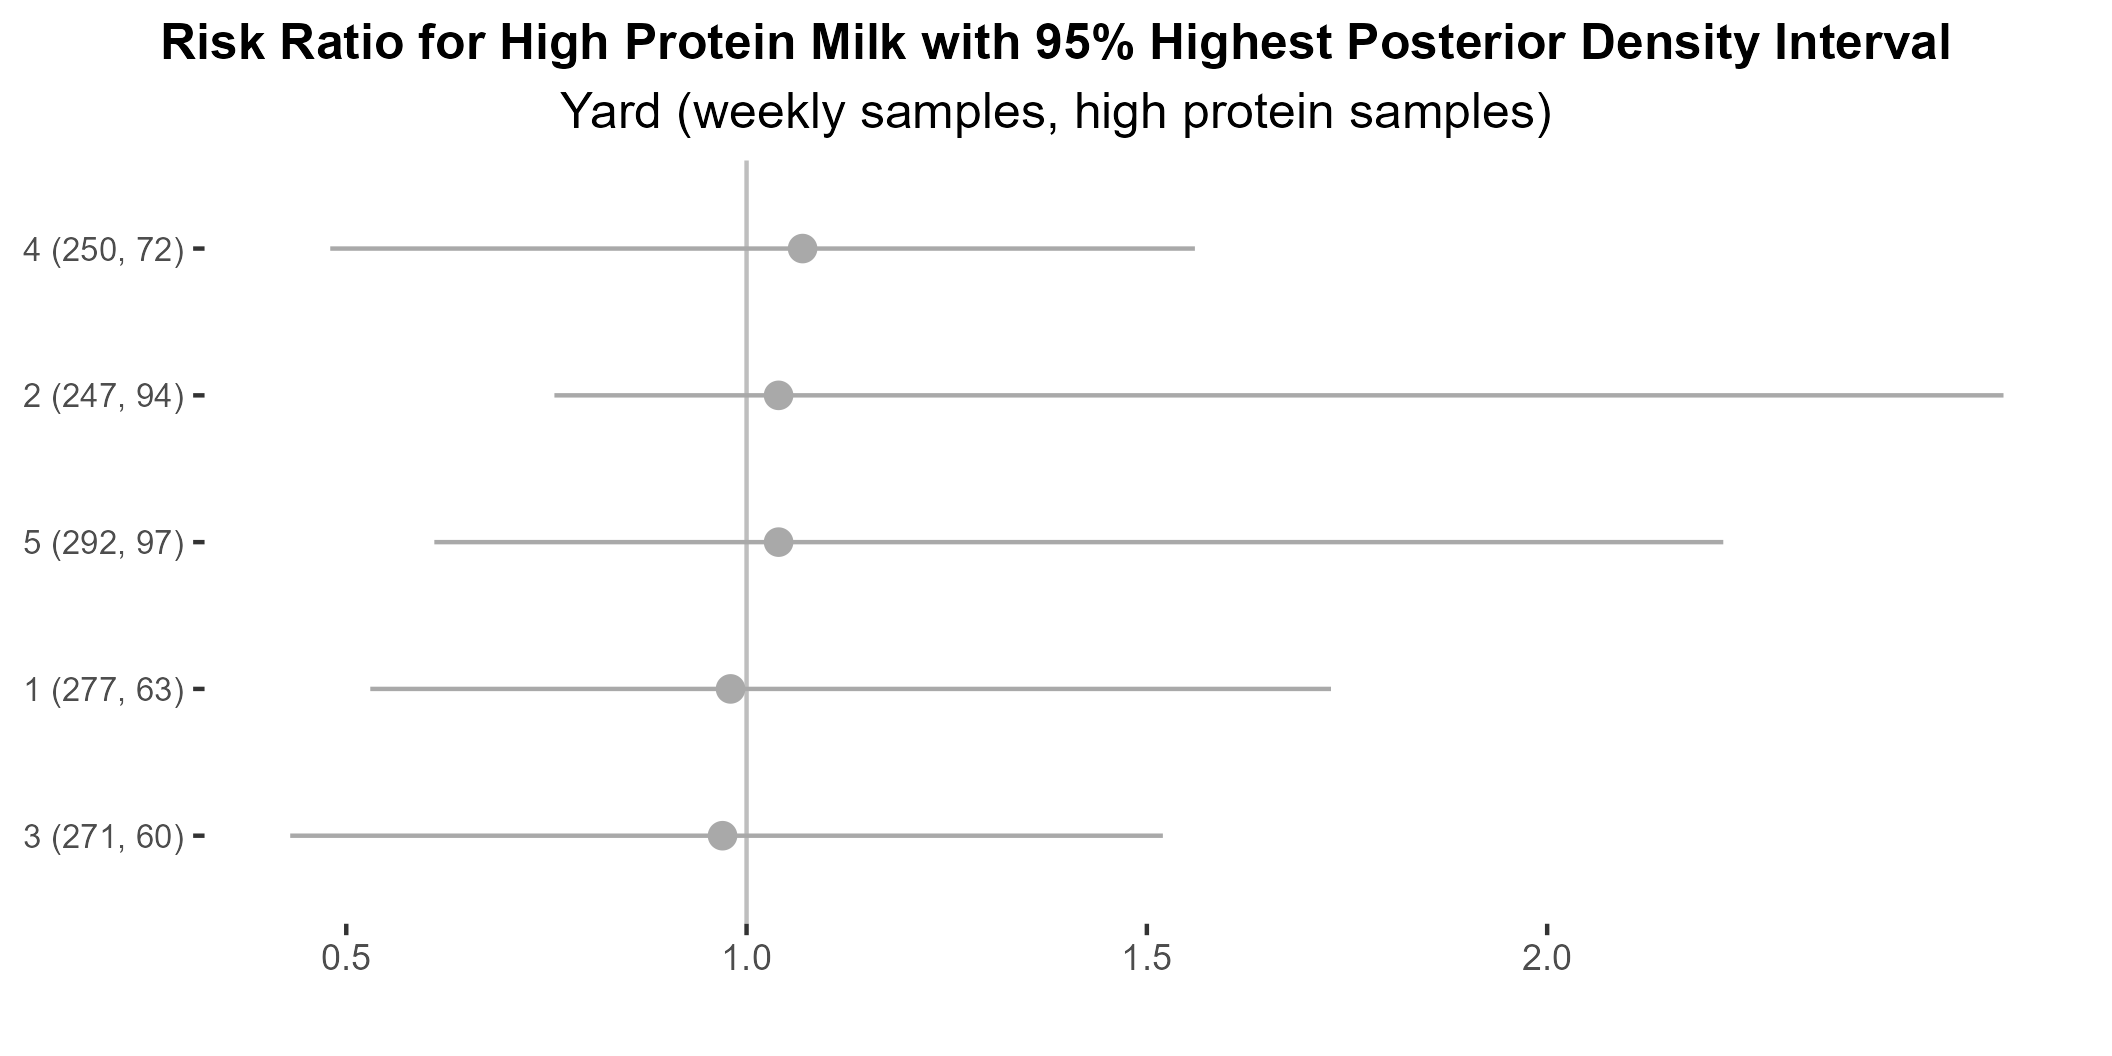 Risk Ratio for High Protein Milk with 95% Highest Posterior Density Interval
Yard (weekly samples, high protein samples)
4 (250, 72)
2 (247, 94)
5 (292, 97)
1 (277, 63)
3 (271, 60)
0.5 1.0 1.5 2.0